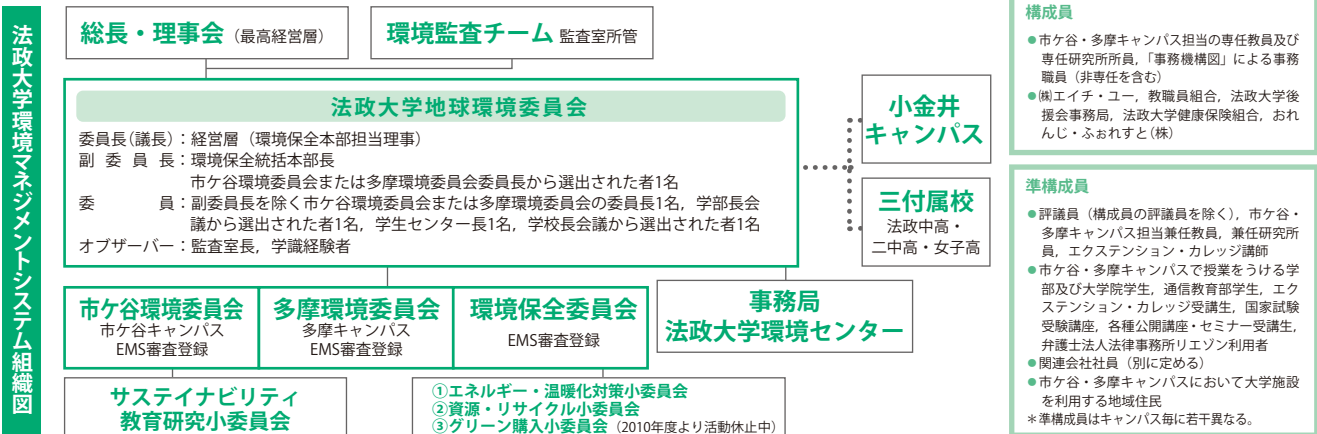 法政大学環境マネジメントシステム組織図
総長・理事会（最高経営層）
環境監査チーム 監査室所管
法政大学地球環境委員会
委員長（議長）：経営層（環境保全本部担当理事）
副委員長：環境保全統括本部長
市ケ谷環境委員会または多摩環境委員会委員長から選出された者1名
委員：副委員長を除く市ケ谷環境委員会または多摩環境委員会の委員長1名，学部長会
議から選出された者1名，学生センター長1名，学校長会議から選出された者1名
オブザーバー：監査室長，学識経験者
小金井
キャンパス
三付属校
法政中高・
二中高・女子高
市ケ谷環境委員会
市ケ谷キャンパス
EMS審査登録
多摩環境委員会
多摩キャンパス
EMS審査登録
環境保全委員会
EMS審査登録
事務局
法政大学環境センター
サステイナビリティ
教育研究小委員会
①エネルギー・温暖化対策小委員会
②資源・リサイクル小委員会
③グリーン購入小委員会（2010年度より活動休止中）
構成員
●市ケ谷・多摩キャンパス担当の専任教員及び
専任研究所所員，「事務機構図」による事務
職員（非専任を含む）
●㈱エイチ・ユー，教職員組合，法政大学後
援会事務局，法政大学健康保険組合，おれ
んじ・ふぉれすと（株）
準構成員
●評議員（構成員の評議員を除く），市ケ谷・
多摩キャンパス担当兼任教員，兼任研究所
員，エクステンション・カレッジ講師
●市ケ谷・多摩キャンパスで授業をうける学
部及び大学院学生，通信教育部学生，エク
ステンション・カレッジ受講生，国家試験
受験講座，各種公開講座・セミナー受講生，
弁護士法人法律事務所リエゾン利用者
●関連会社社員（別に定める）
●市ケ谷・多摩キャンパスにおいて大学施設
を利用する地域住民
＊準構成員はキャンパス毎に若干異なる。